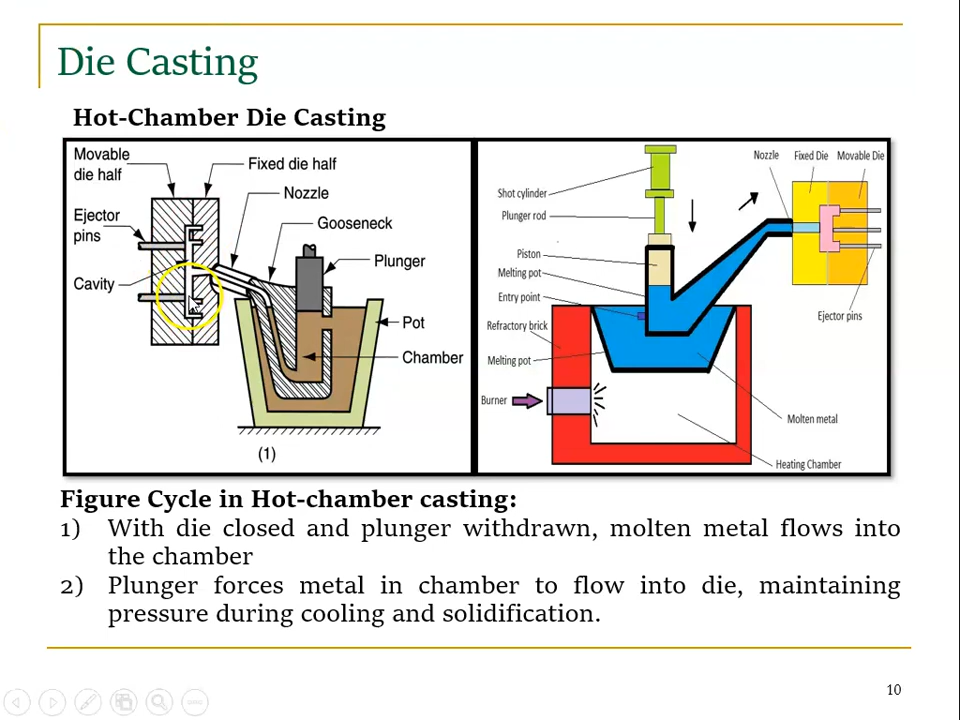 Die Casting
Hot-Chamber Die Casting
Movable
die half
Fixed die half
Nozzle
Ejector
pins
Gooseneck
Plunger
Cavity
Pot
Chamber
(1)
Nozzle
Fixed Die
Movable Die
Shot cylinder
Plunger rod
Piston
Melting pot
Entry point
Refractory brick
Ejector pins
Melting pot
Burner
Molten metal
Heating Chamber
Figure Cycle in Hot-chamber casting:
1) With die closed and plunger withdrawn, molten metal flows into
the chamber
2) Plunger forces metal in chamber to flow into die, maintaining
pressure during cooling and solidification.
10